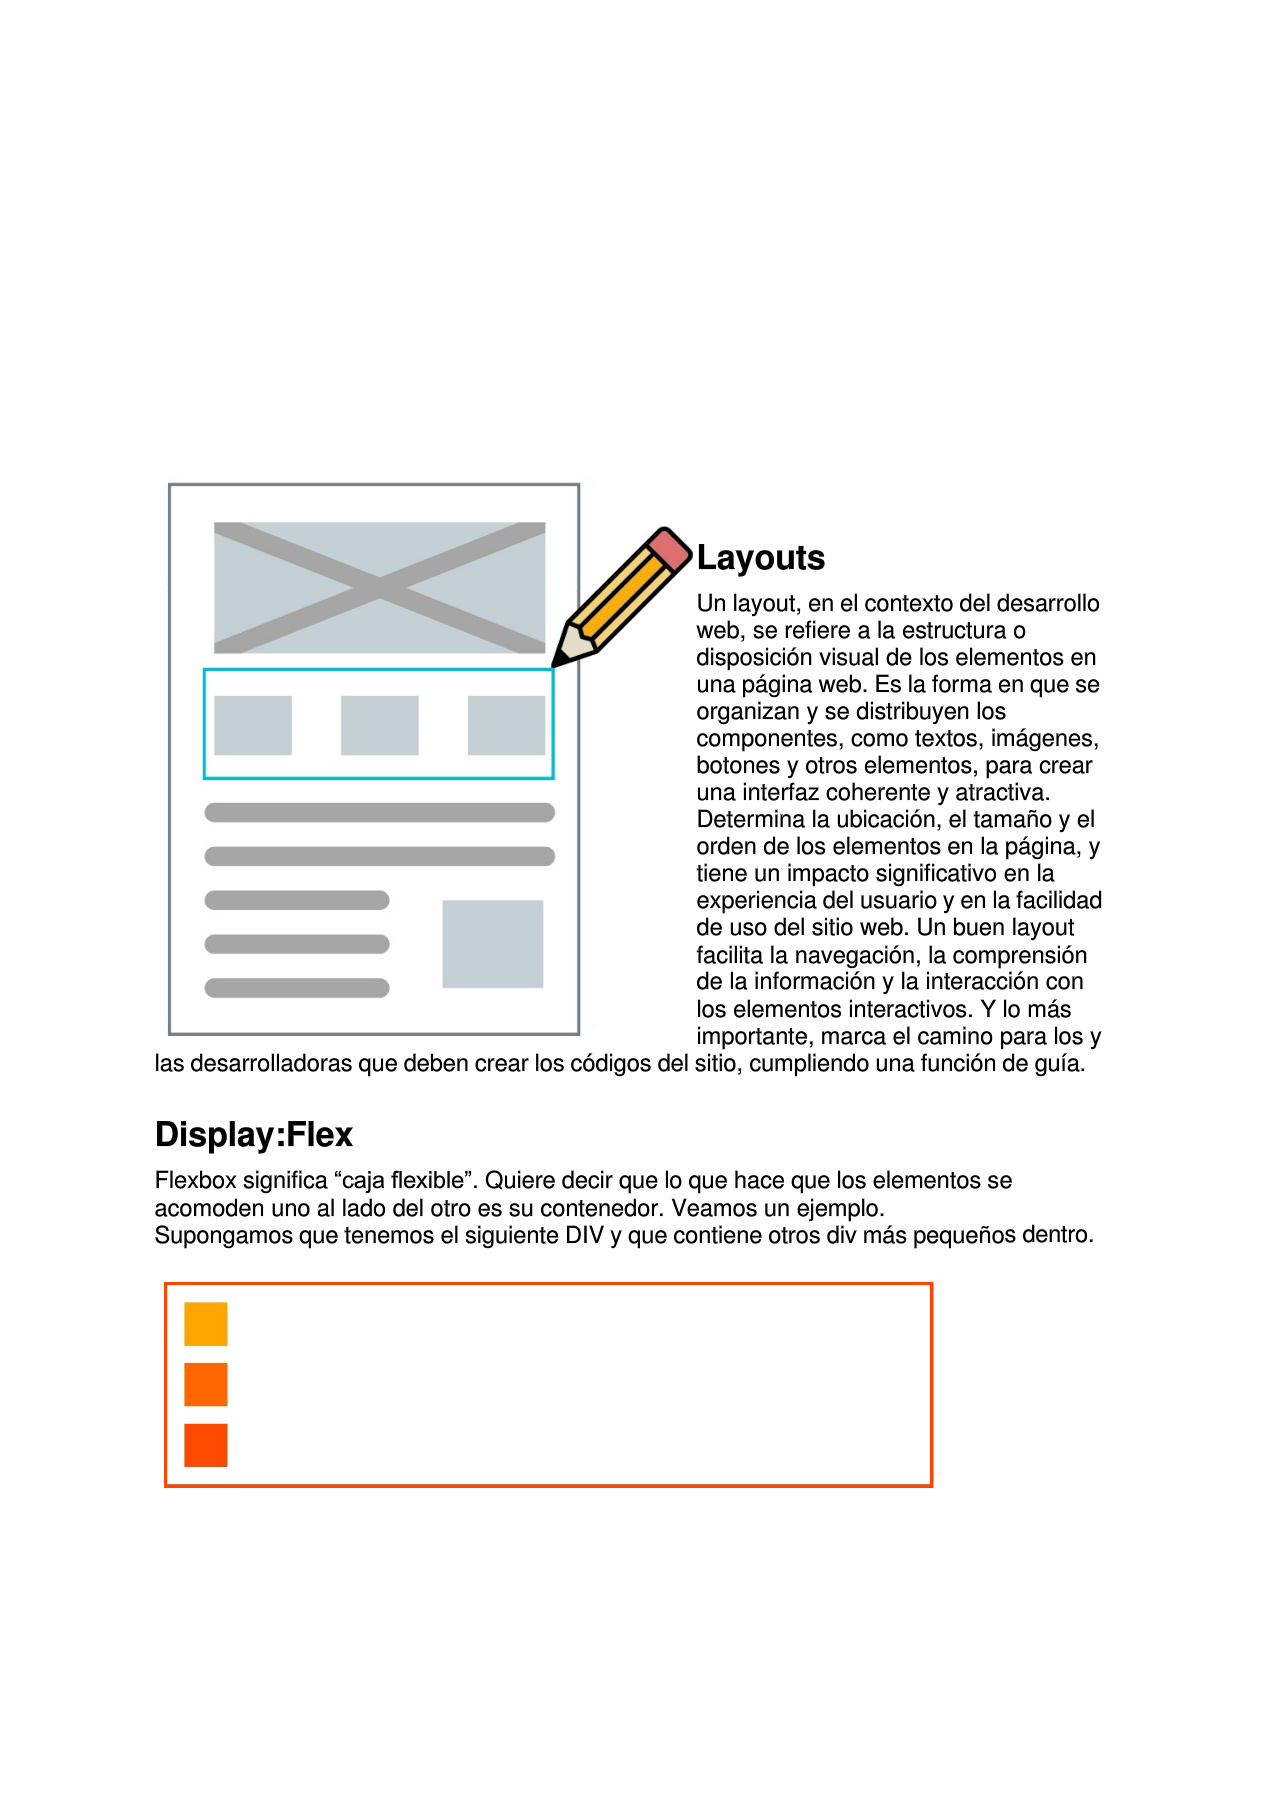 Layouts
Un layout, en el contexto del desarrollo
web, se refiere a la estructura o
disposición visual de los elementos en
una página web. Es la forma en que se
organizan y se distribuyen los
componentes, como textos, imágenes,
botones y otros elementos, para crear
una interfaz coherente y atractiva.
Determina la ubicación, el tamaño y el
orden de los elementos en la página, y
tiene un impacto significativo en la
experiencia del usuario y en la facilidad
de uso del sitio web. Un buen layout
facilita la navegación, la comprensión
de la información y la interacción con
los elementos interactivos. Y lo más
importante, marca el camino para los y
las desarrolladoras que deben crear los códigos del sitio, cumpliendo una función de guía.
Display:Flex
Flexbox significa “caja flexible”. Quiere decir que lo que hace que los elementos se
acomoden uno al lado del otro es su contenedor. Veamos un ejemplo.
Supongamos que tenemos el siguiente DIV y que contiene otros div más pequeños dentro.